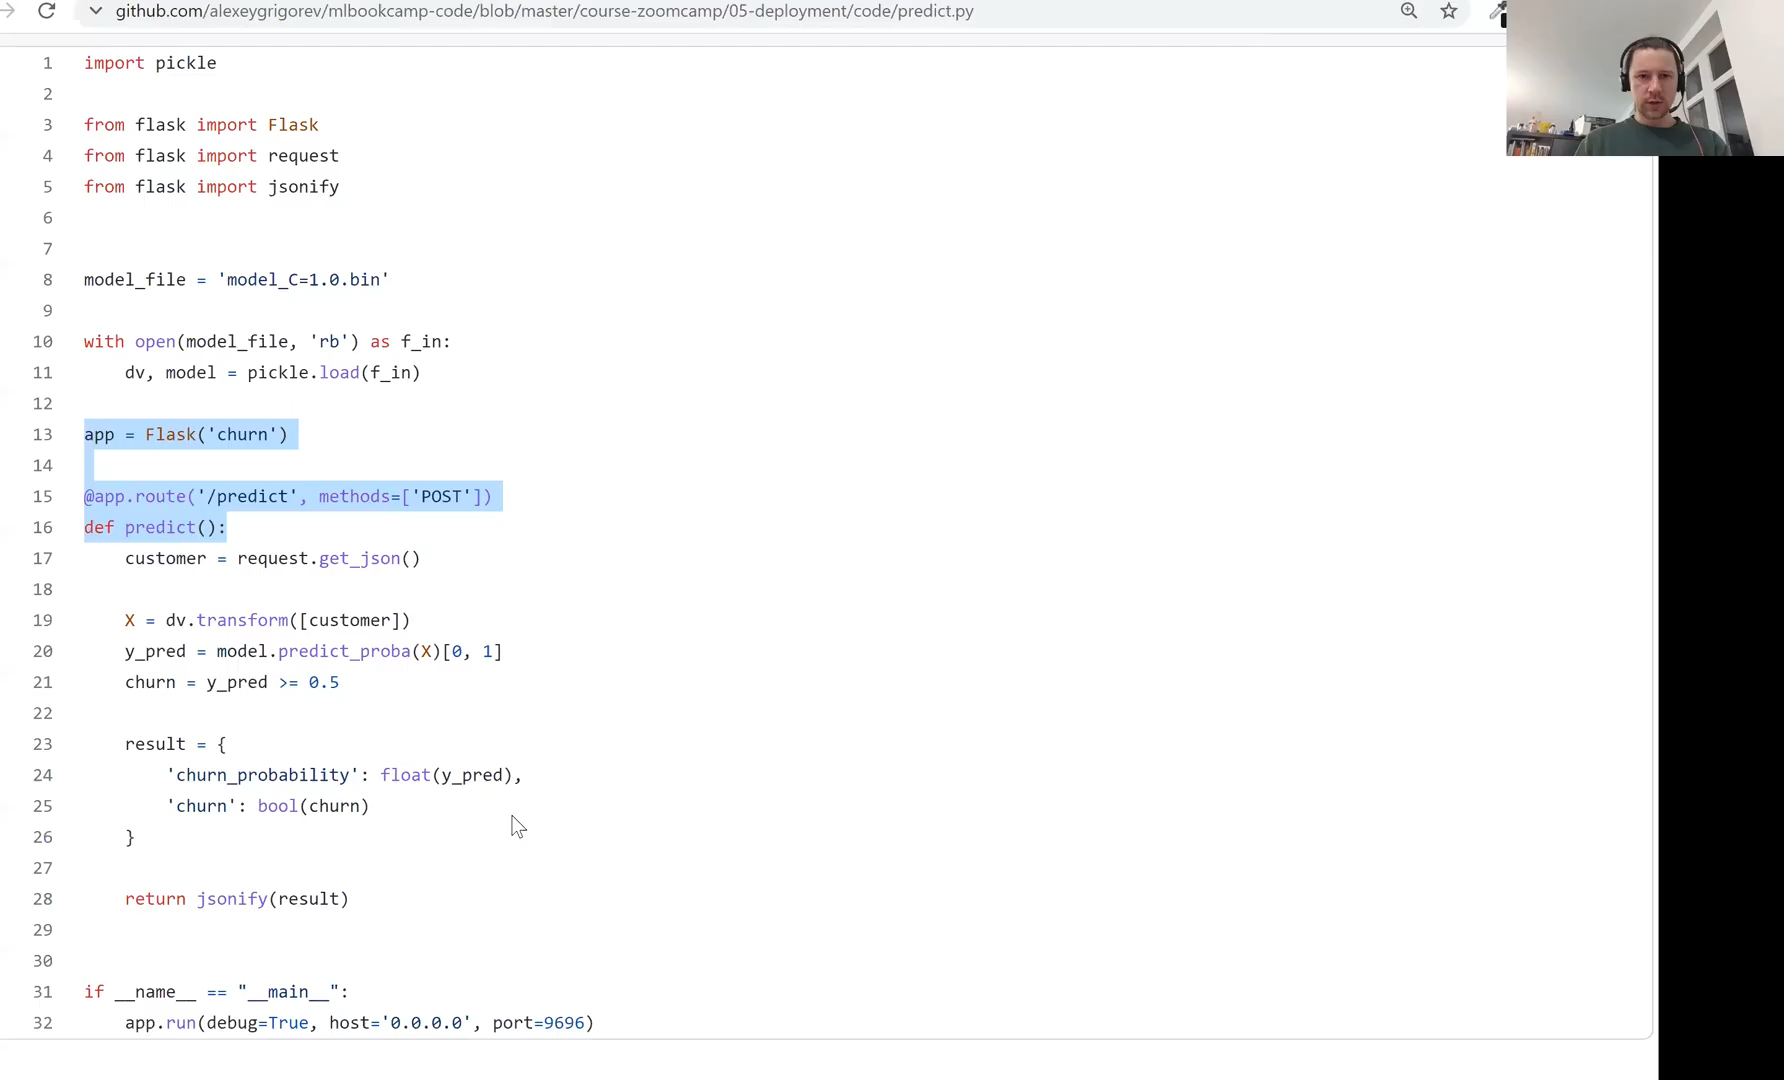 github.com/alexeygrigorev/mlbookcamp-code/blob/master/course-zoomcamp/05-deployment/code/predict.py
1 import pickle
2
3 from flask import Flask
4 from flask import request
5 from flask import jsonify
6
7
8 model_file = 'model_C=1.0.bin'
9
10 with open(model_file, 'rb') as f_in:
11     dv, model = pickle.load(f_in)
12
13 app = Flask('churn')
14
15 @app.route('/predict', methods=['POST'])
16 def predict():
17     customer = request.get_json()
18
19     X = dv.transform([customer])
20     y_pred = model.predict_proba(X)[0, 1]
21     churn = y_pred >= 0.5
22
23     result = {
24         'churn_probability': float(y_pred),
25         'churn': bool(churn)
26     }
27
28     return jsonify(result)
29
30
31 if __name__ == "__main__":
32     app.run(debug=True, host='0.0.0.0', port=9696)